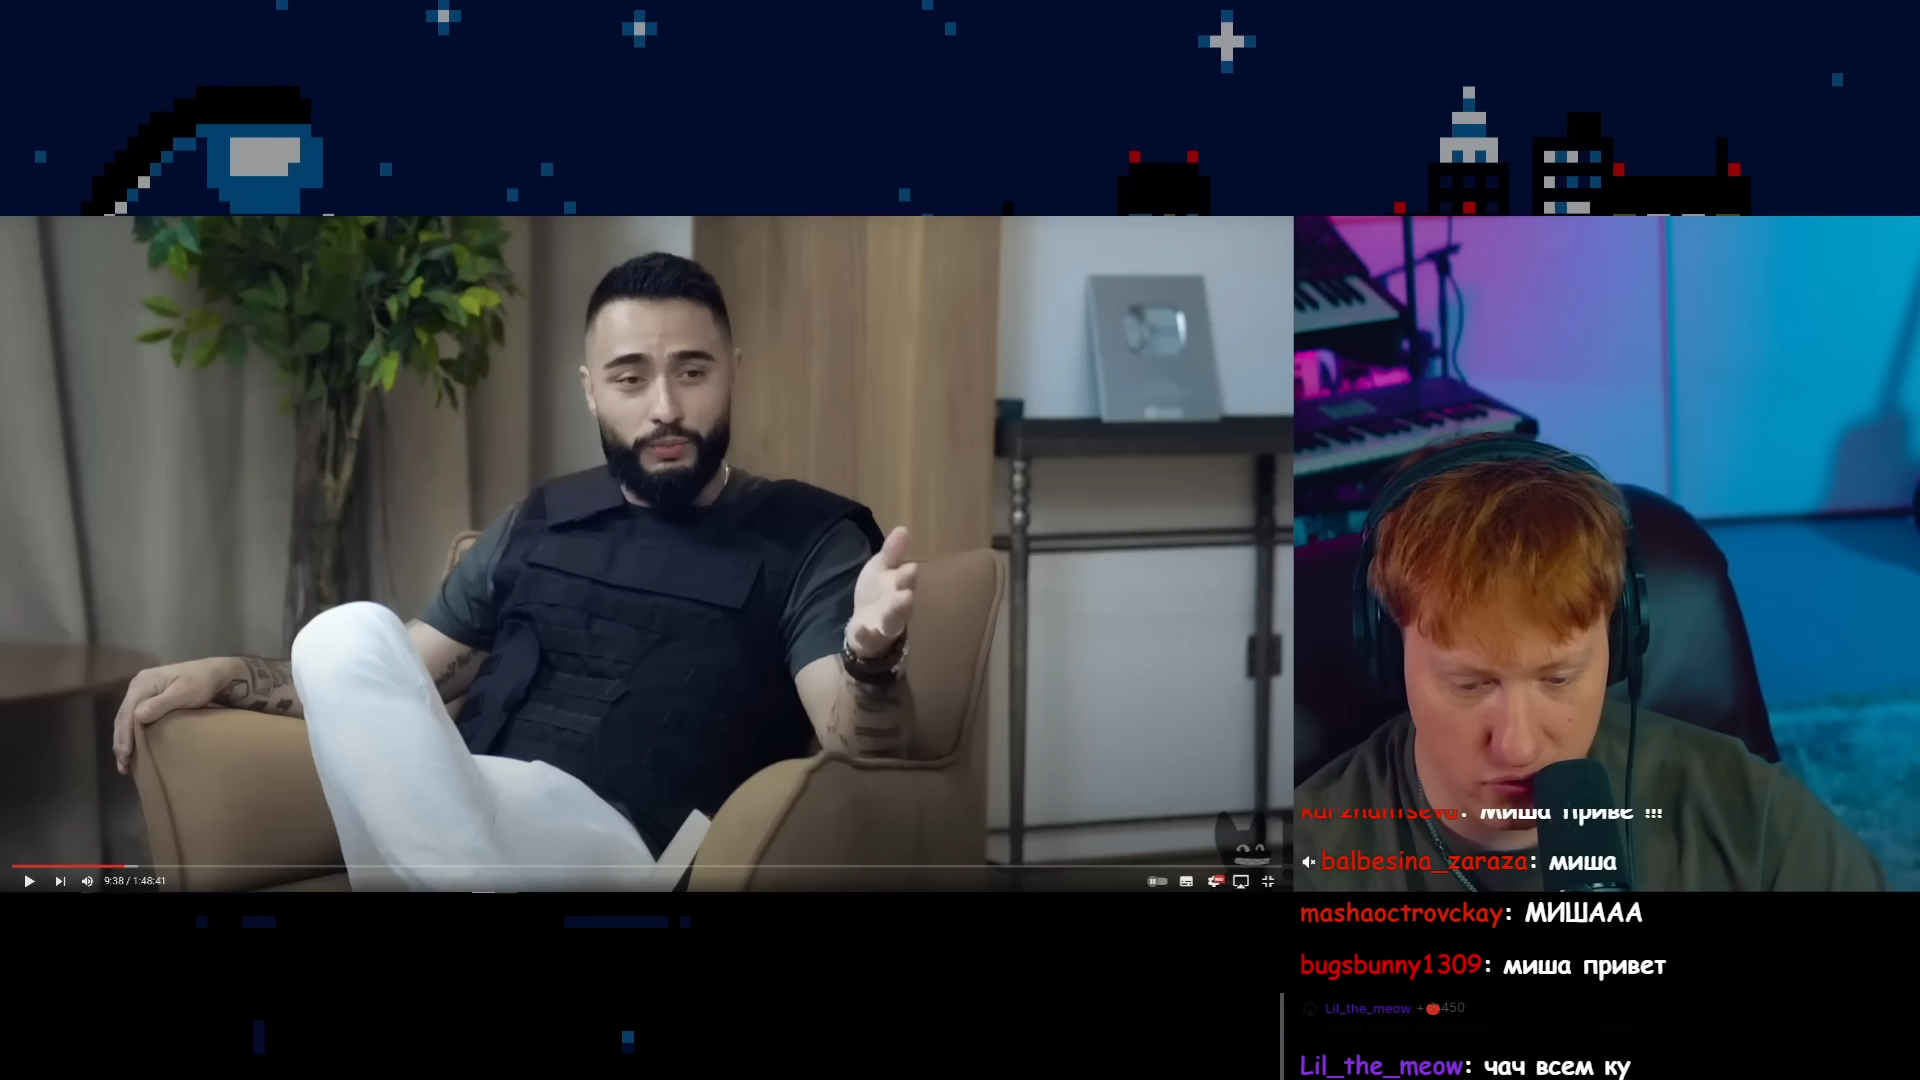 9:38 / 1:48:41
karzhantseva: миша приве !!!
balbesina_zaraza: миша
mashaoctrovckay: МИШААА
bugsbunny1309: миша привет
Lil_the_meow + 450
Lil_the_meow: чач всем ку